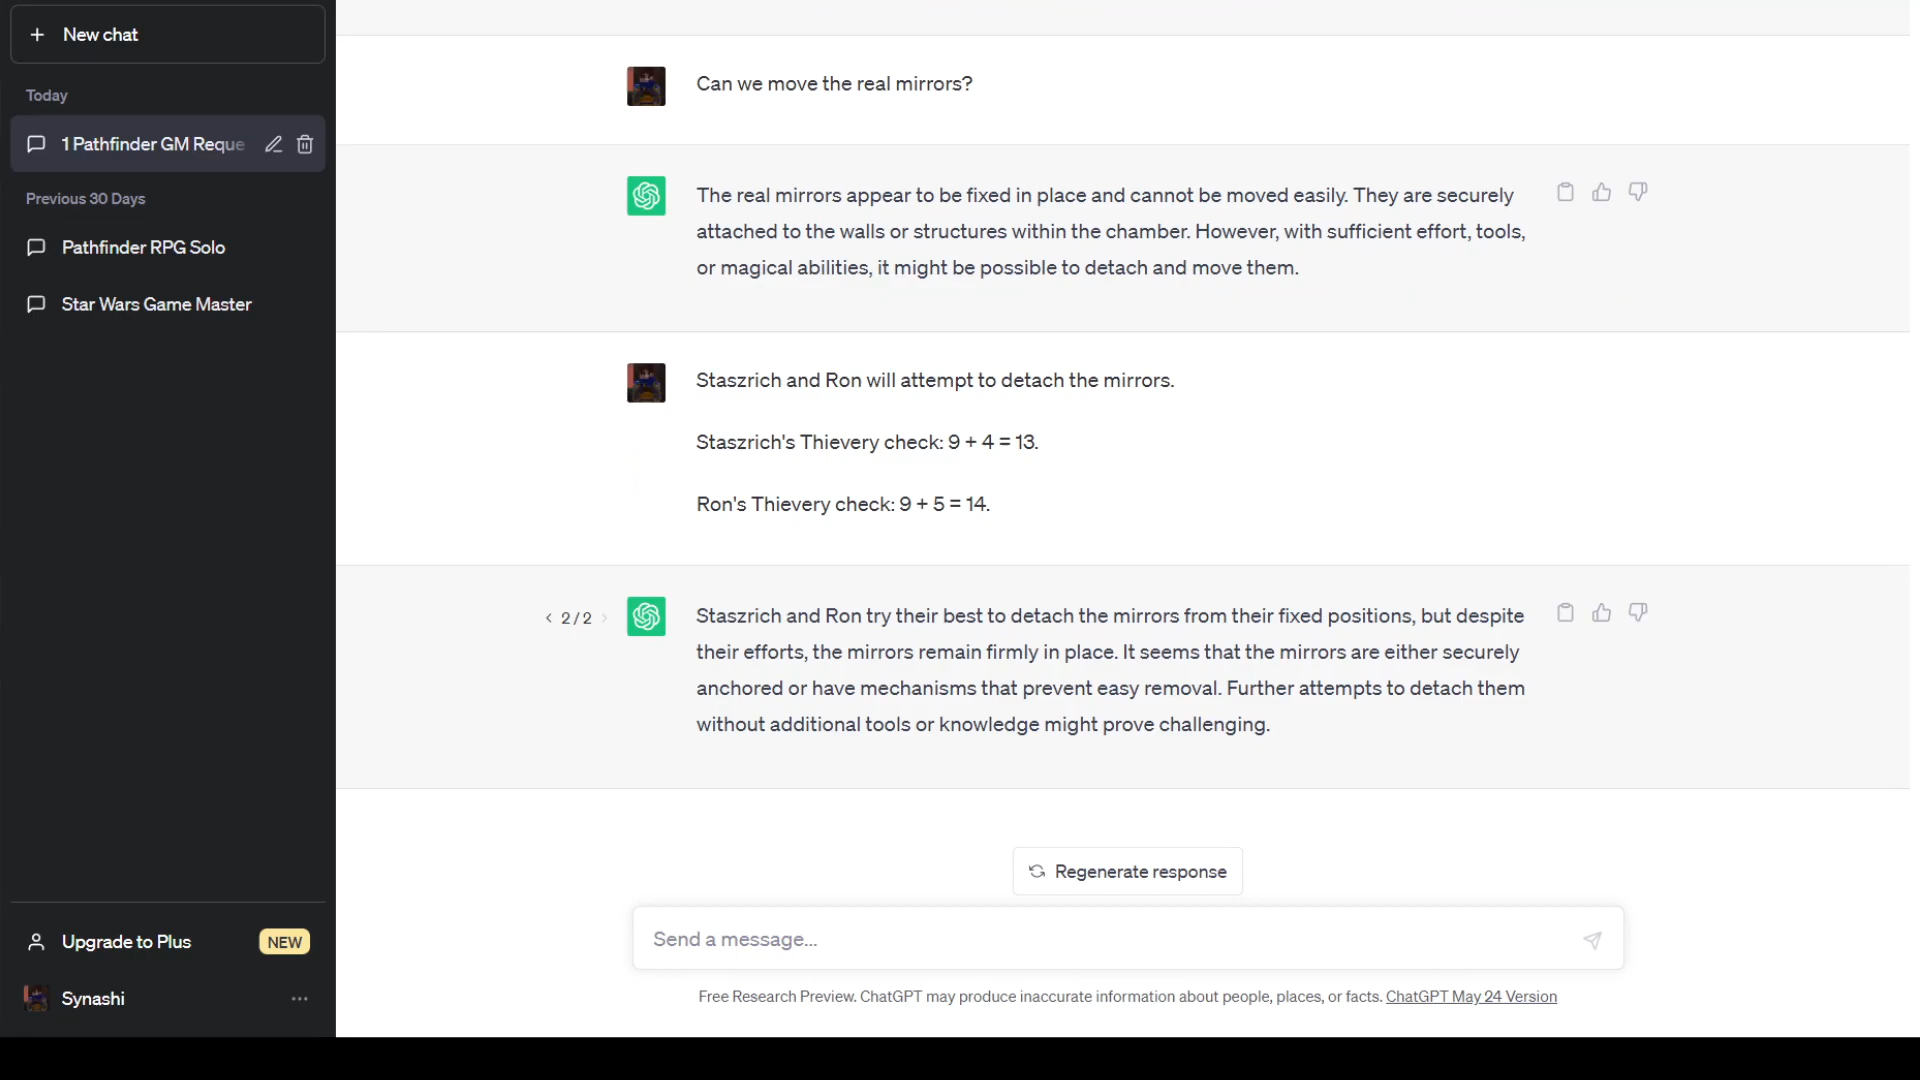 New chat
Today
1 Pathfinder GM Reque
Previous 30 Days
Pathfinder RPG Solo
Star Wars Game Master
Upgrade to Plus
NEW
Synashi
Can we move the real mirrors?
The real mirrors appear to be fixed in place and cannot be moved easily. They are securely
attached to the walls or structures within the chamber. However, with sufficient effort, tools,
or magical abilities, it might be possible to detach and move them.
Staszrich and Ron will attempt to detach the mirrors.
Staszrich's Thievery check: 9 + 4 = 13.
Ron's Thievery check: 9 + 5 = 14.
< 2 / 2 >
Staszrich and Ron try their best to detach the mirrors from their fixed positions, but despite
their efforts, the mirrors remain firmly in place. It seems that the mirrors are either securely
anchored or have mechanisms that prevent easy removal. Further attempts to detach them
without additional tools or knowledge might prove challenging.
Regenerate response
Send a message...
Free Research Preview. ChatGPT may produce inaccurate information about people, places, or facts. ChatGPT May 24 Version